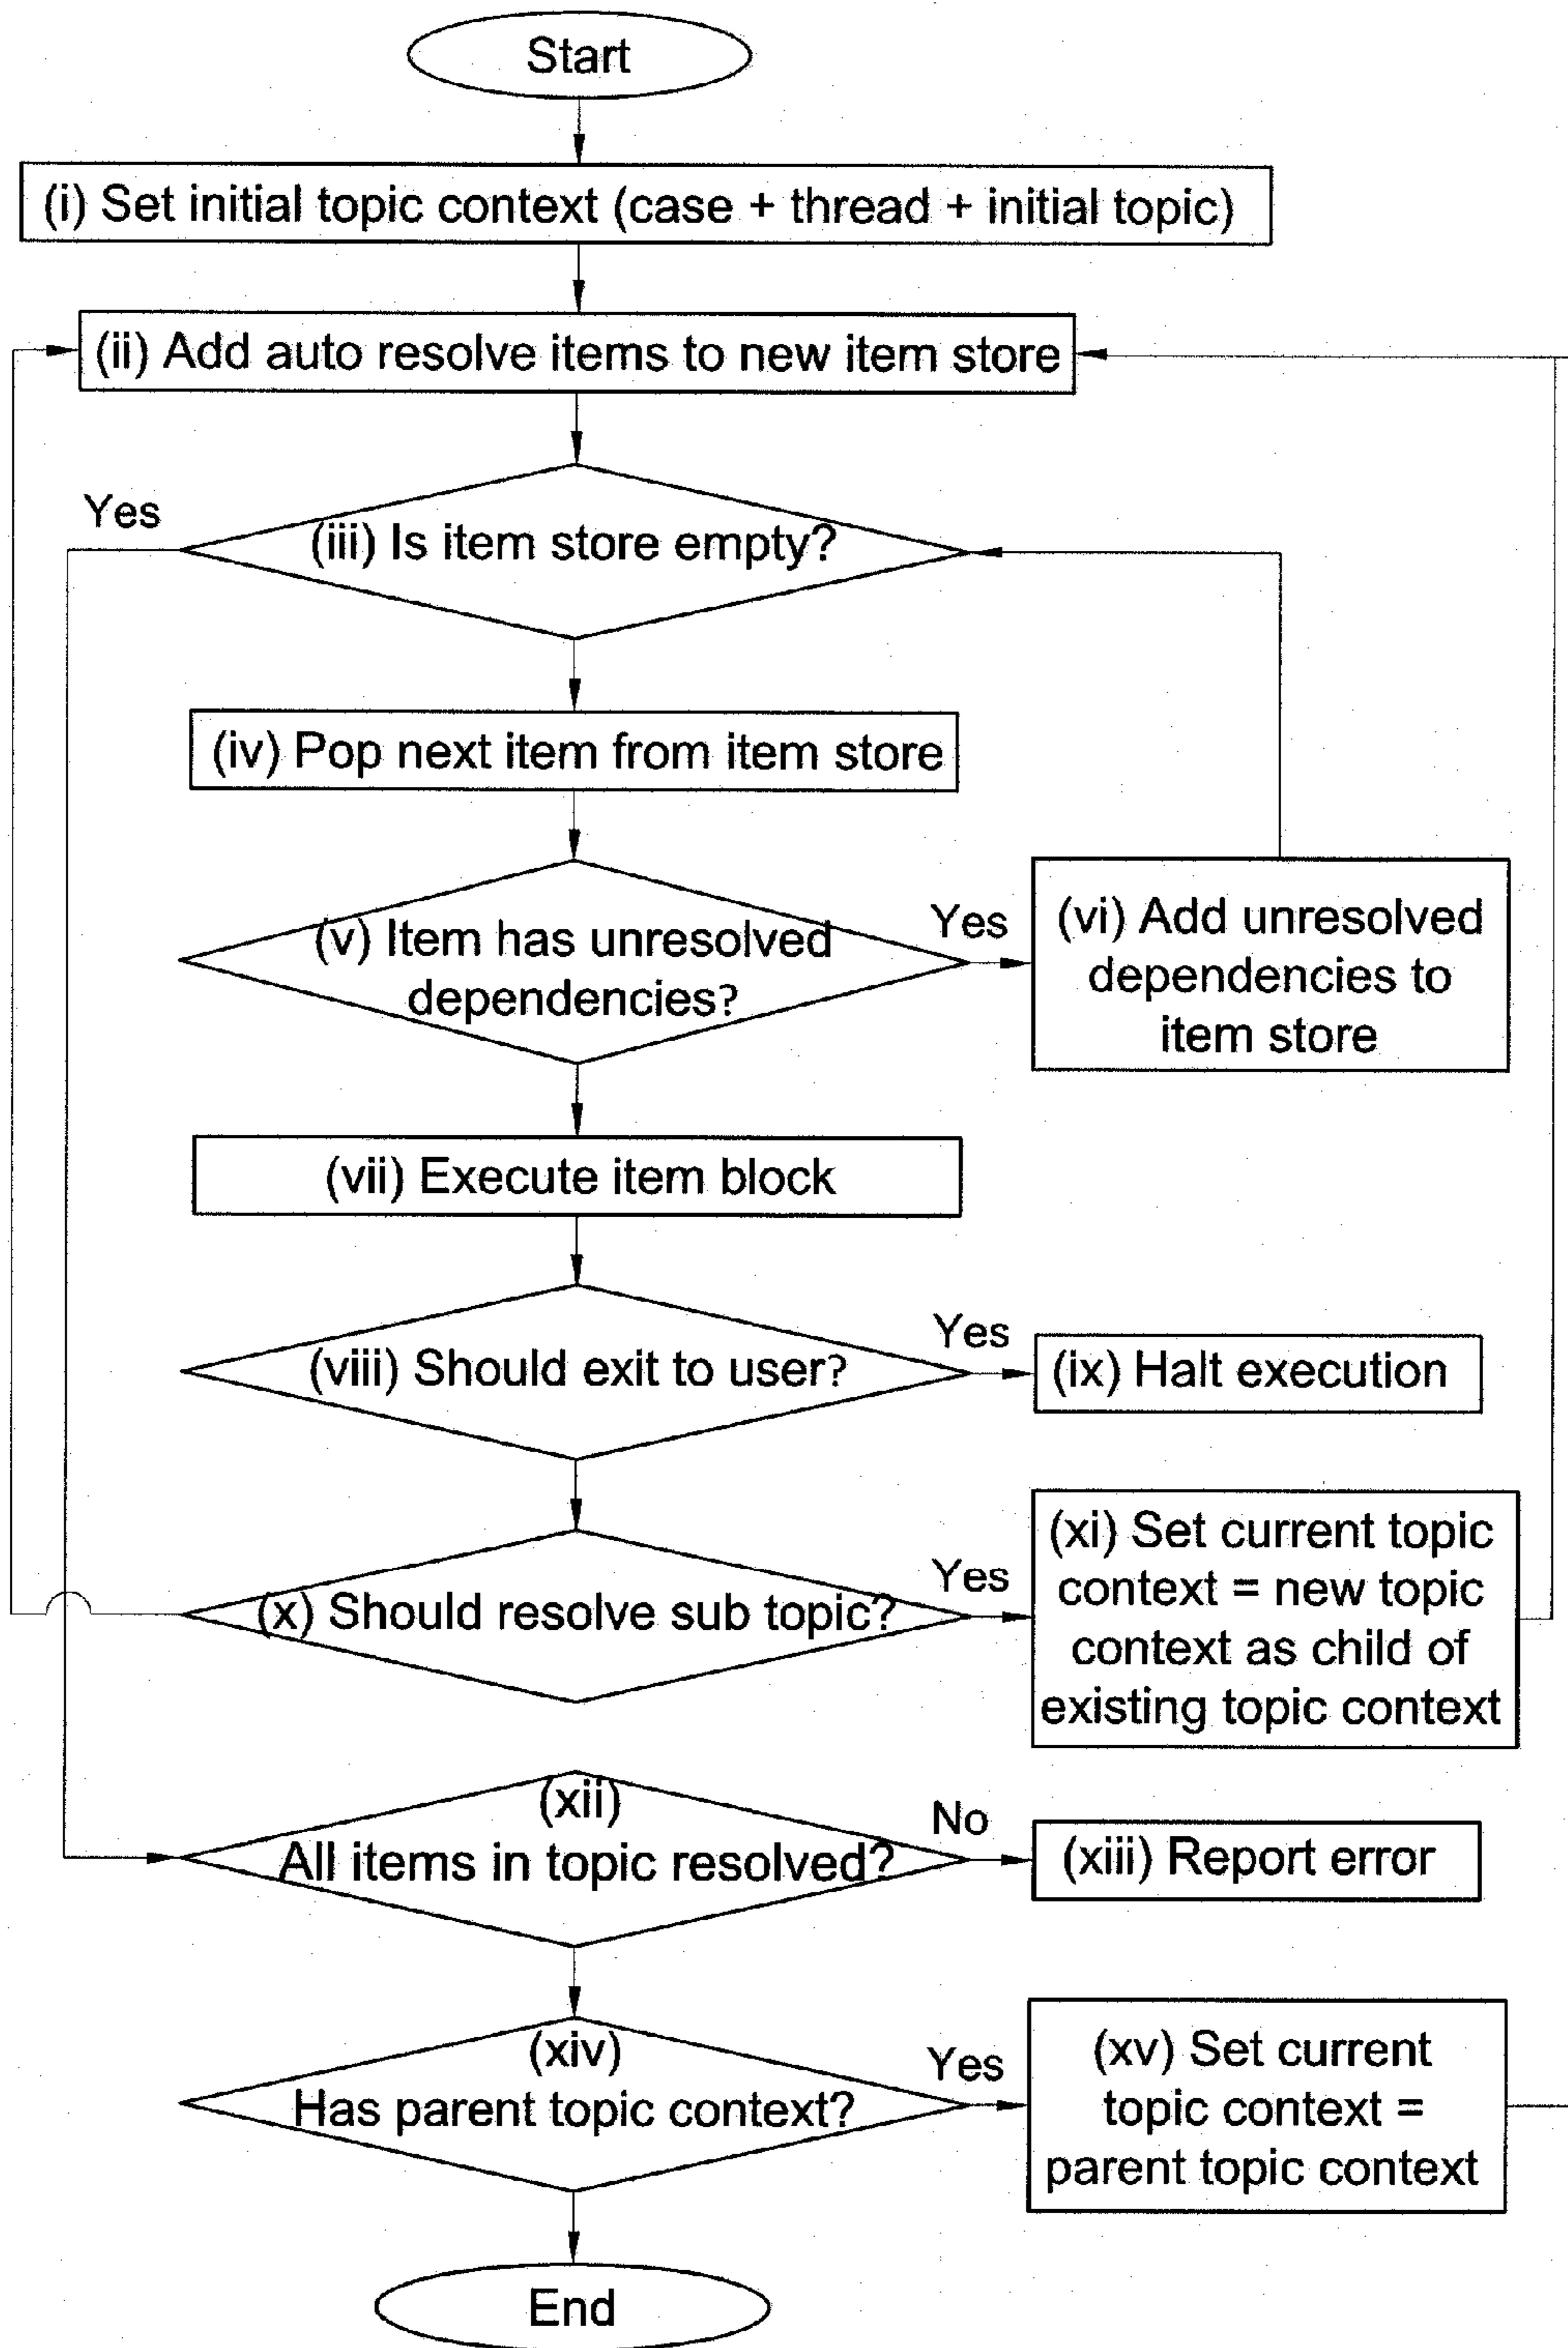 Start
(i) Set initial topic context (case + thread + initial topic)
(ii) Add auto resolve items to new item store
Yes
(iii) Is item store empty?
(iv) Pop next item from item store
(v) Item has unresolved
dependencies?
Yes
(vi) Add unresolved
dependencies to
item store
(vii) Execute item block
(viii) Should exit to user?
Yes
(ix) Halt execution
(x) Should resolve sub topic?
Yes
(xi) Set current topic
context = new topic
context as child of
existing topic context
(xii)
All items in topic resolved?
No
(xiii) Report error
(xiv)
Has parent topic context?
Yes
(xv) Set current
topic context =
parent topic context
End